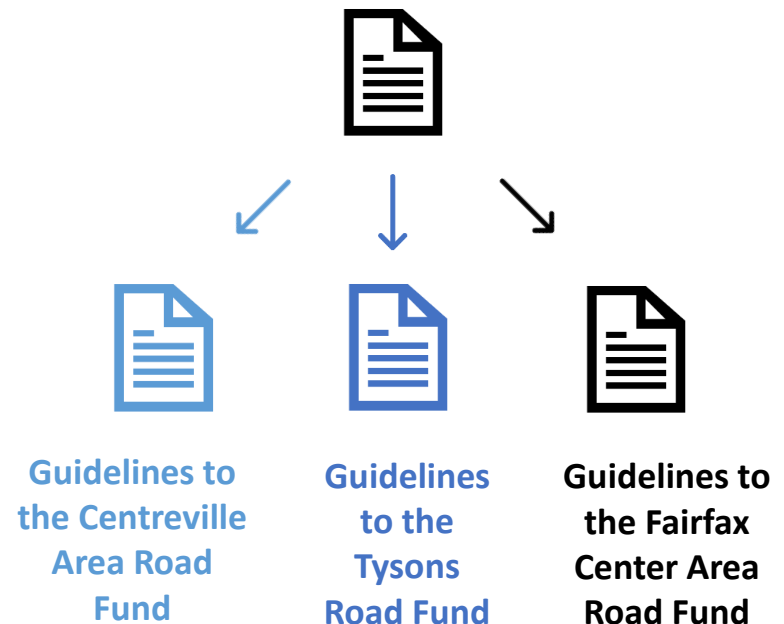 Guidelines to
the Centreville
Area Road
Fund
Guidelines
to the
Tysons
Road Fund
Guidelines to
the Fairfax
Center Area
Road Fund